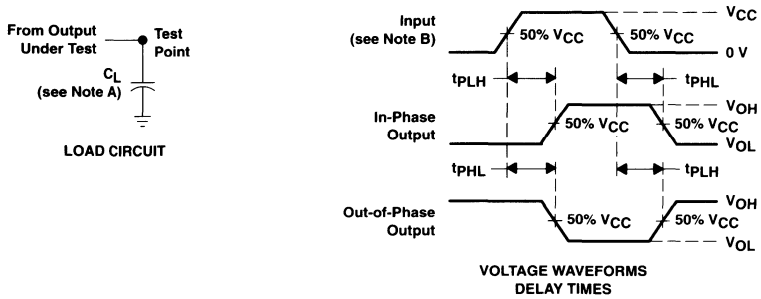 From Output
Under Test
Test
Point
CL
(see Note A)
LOAD CIRCUIT
Input
(see Note B)
50% VCC
50% VCC
VCC
0 V
tPLH
tPHL
In-Phase
Output
50% VCC
50% VCC
VOH
VOL
tPHL
tPLH
Out-of-Phase
Output
50% VCC
50% VCC
VOH
VOL
VOLTAGE WAVEFORMS
DELAY TIMES